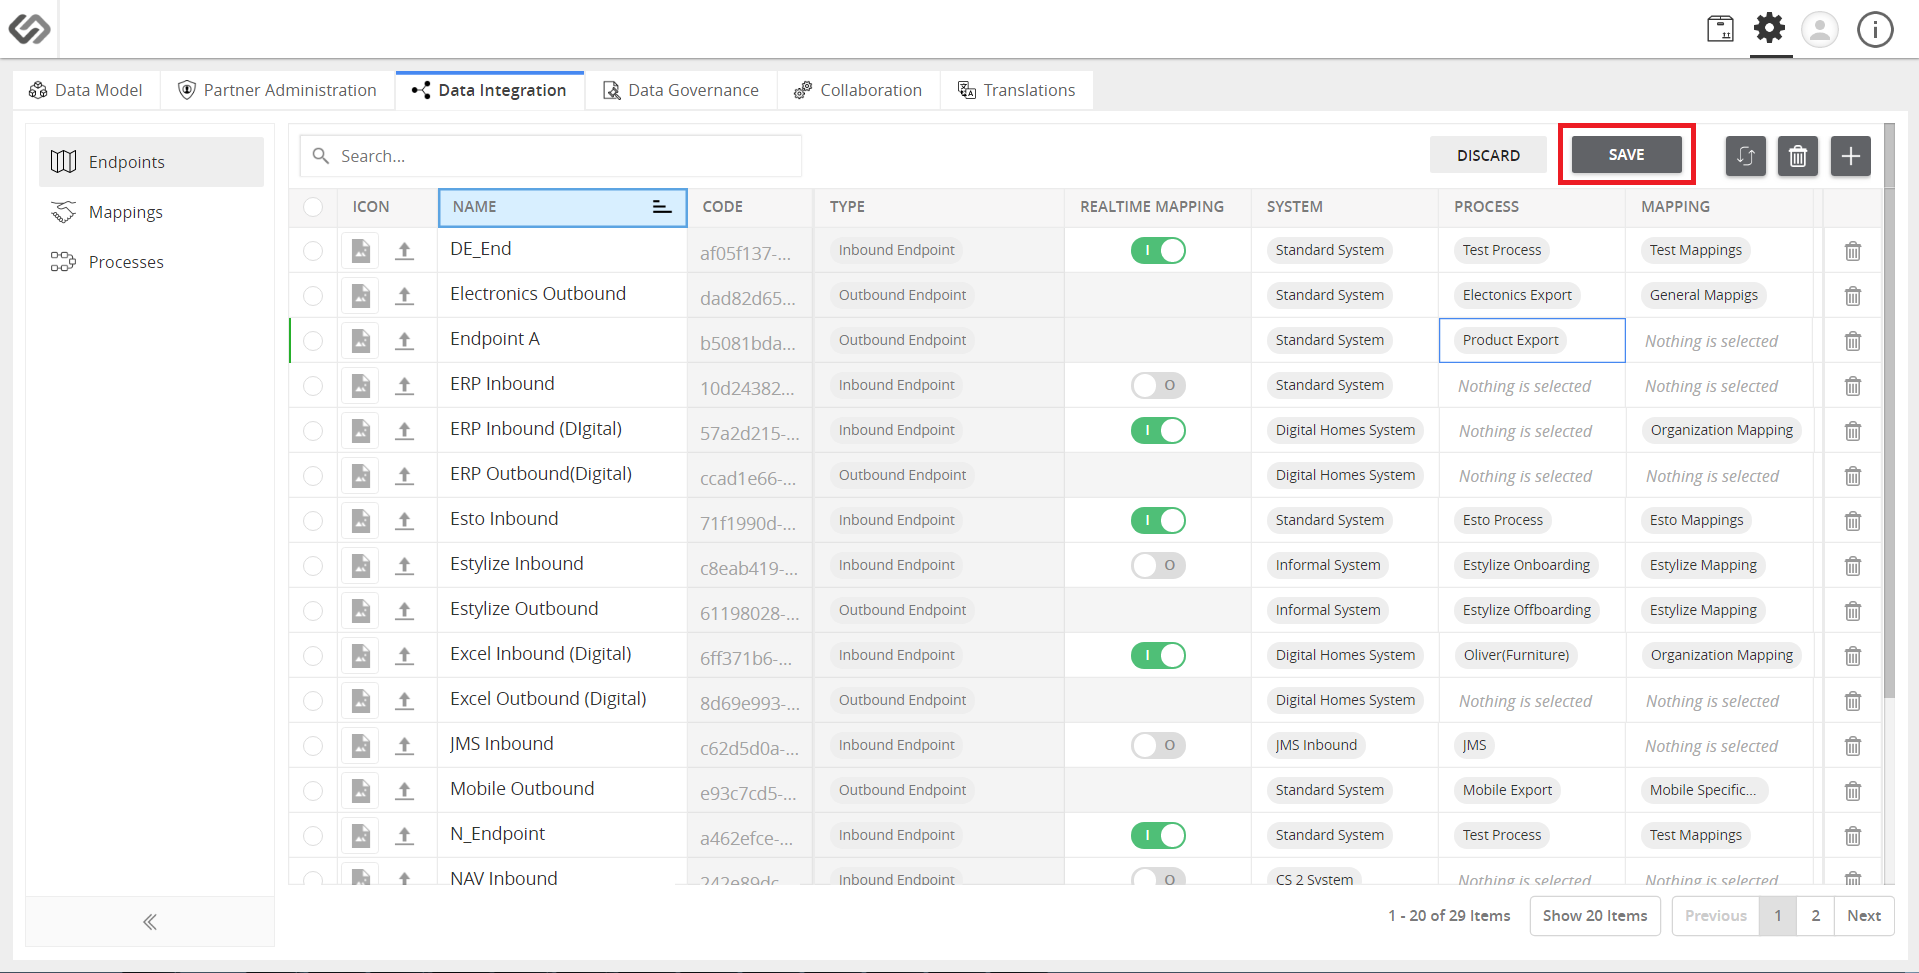 Data Model Partner Administration Data Integration Data Governance Collaboration Translations
Endpoints
Mappings
Processes
Search...
DISCARD SAVE
ICON NAME CODE TYPE REALTIME MAPPING SYSTEM PROCESS MAPPING
DE_End af05f137-... Inbound Endpoint I Standard System Test Process Test Mappings
Electronics Outbound dad82d65... Outbound Endpoint Standard System Electonics Export General Mappigs
Endpoint A b5081bda... Outbound Endpoint Standard System Product Export Nothing is selected
ERP Inbound 10d24382... Inbound Endpoint O Standard System Nothing is selected Nothing is selected
ERP Inbound (DIgital) 57a2d215-... Inbound Endpoint I Digital Homes System Nothing is selected Organization Mapping
ERP Outbound(Digital) ccad1e66-... Outbound Endpoint Digital Homes System Nothing is selected Nothing is selected
Esto Inbound 71f1990d-... Inbound Endpoint I Standard System Esto Process Esto Mappings
Estylize Inbound c8eab419-... Inbound Endpoint O Informal System Estylize Onboarding Estylize Mapping
Estylize Outbound 61198028-... Outbound Endpoint Informal System Estylize Offboarding Estylize Mapping
Excel Inbound (Digital) 6ff371b6-... Inbound Endpoint I Digital Homes System Oliver(Furniture) Organization Mapping
Excel Outbound (Digital) 8d69e993-... Outbound Endpoint Digital Homes System Nothing is selected Nothing is selected
JMS Inbound c62d5d0a-... Inbound Endpoint O JMS Inbound JMS Nothing is selected
Mobile Outbound e93c7cd5-... Outbound Endpoint Standard System Mobile Export Mobile Specific...
N_Endpoint a462efce-... Inbound Endpoint I Standard System Test Process Test Mappings
NAV Inbound 242e89dc Inbound Endpoint O CS 2 System Nothing is selected Nothing is selected
1 - 20 of 29 Items Show 20 Items Previous 1 2 Next